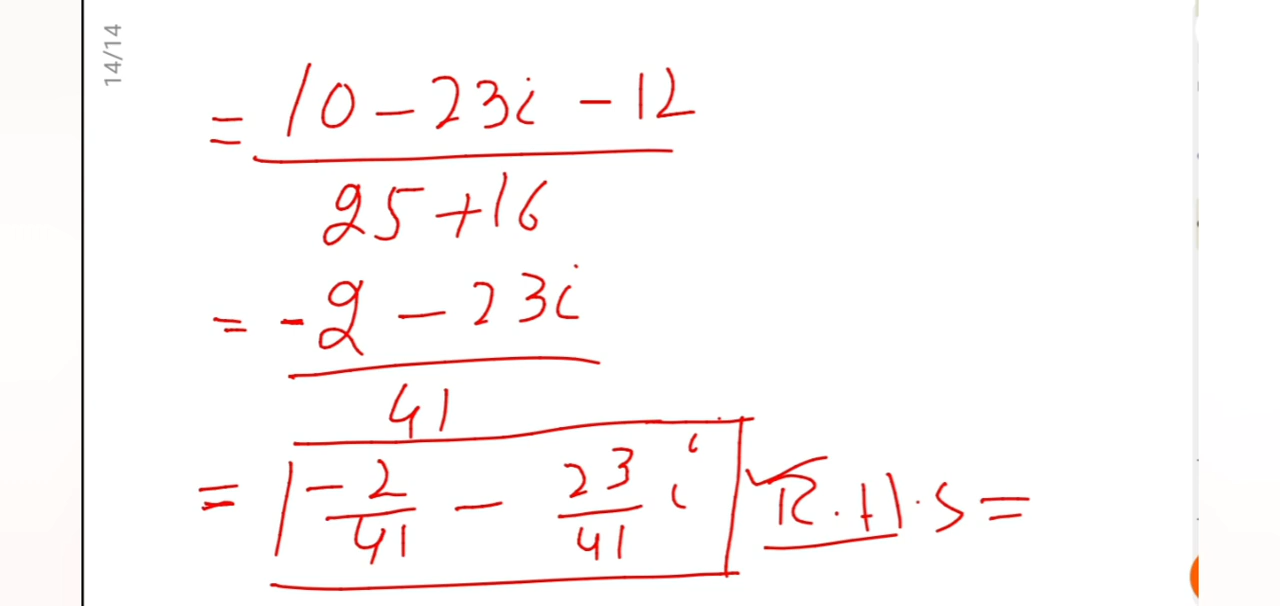 14/14
= 10 - 23i - 12
25 + 16
= -2 - 23i
41
= -2/41 - 23/41 i R.H.S =